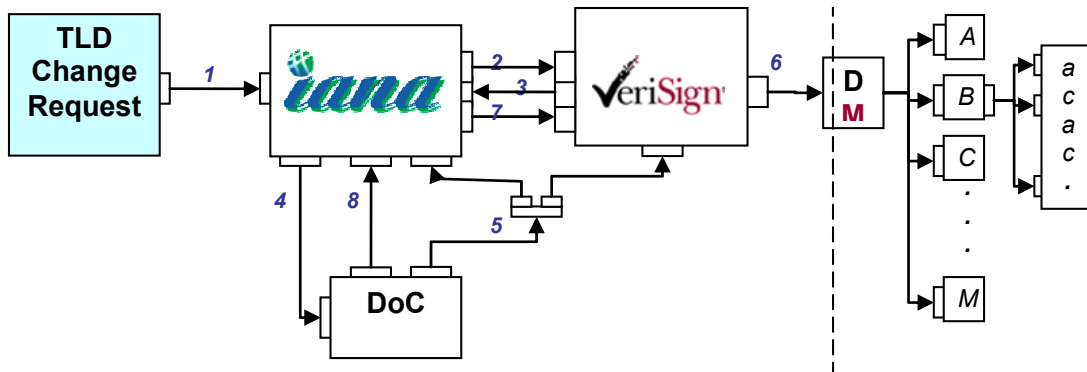 TLD
Change
Request
1
iana
2
3
7
VeriSign
6
D
M
A
B
C
.
.
.
M
a
c
a
c
.
4
8
5
DoC